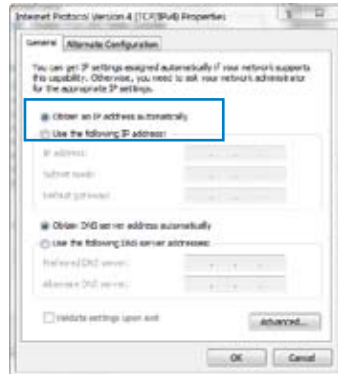 Internet Protocol Version 4 (TCP/IPv4) Properties
General
Alternate Configuration
You can get IP settings assigned automatically if your network supports
this capability. Otherwise, you need to ask your network administrator
for the appropriate IP settings.
Obtain an IP address automatically
Use the following IP address:
IP address:
Subnet mask:
Default gateway:
Obtain DNS server address automatically
Use the following DNS server addresses:
Preferred DNS server:
Alternate DNS server:
Validate settings upon exit
Advanced...
OK
Cancel